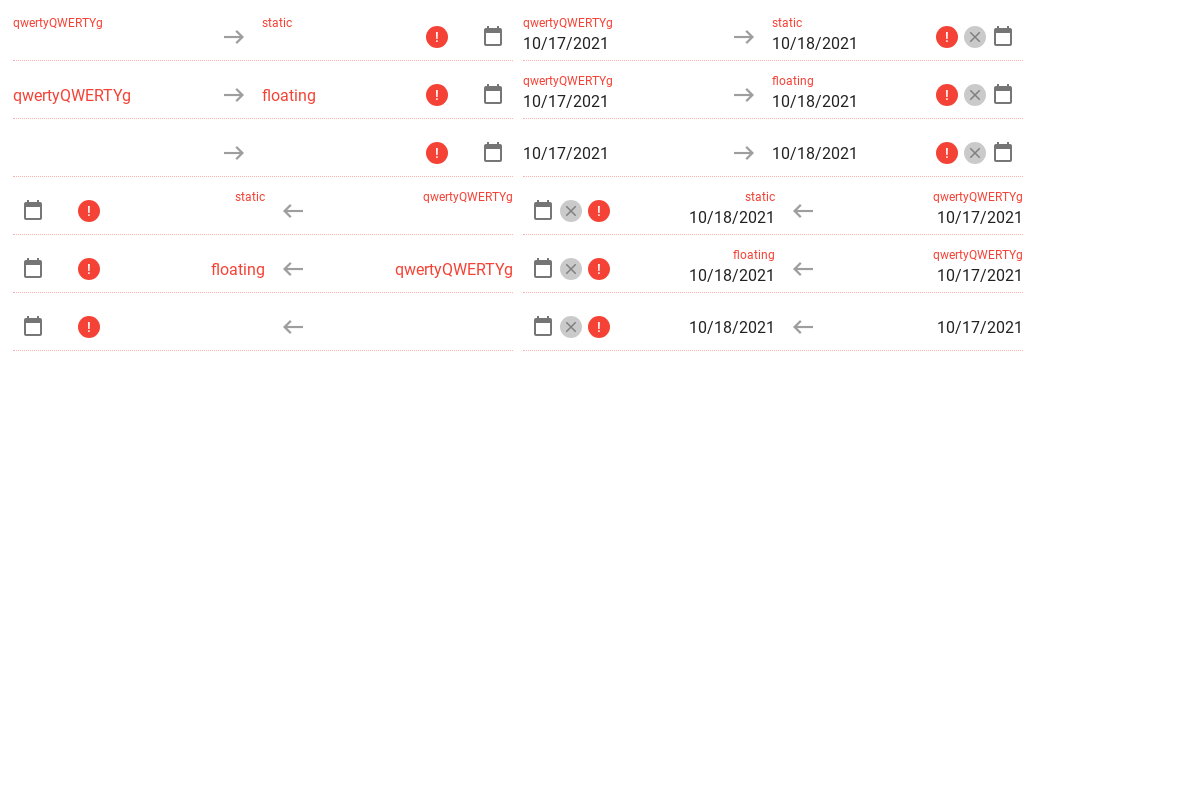 qwertyQWERTYg static qwertyQWERTYg static
10/17/2021 10/18/2021
qwertyQWERTYg floating qwertyQWERTYg floating
10/17/2021 10/18/2021
10/17/2021 10/18/2021
static qwertyQWERTYg static qwertyQWERTYg
10/18/2021 10/17/2021
floating qwertyQWERTYg floating qwertyQWERTYg
10/18/2021 10/17/2021
10/18/2021 10/17/2021